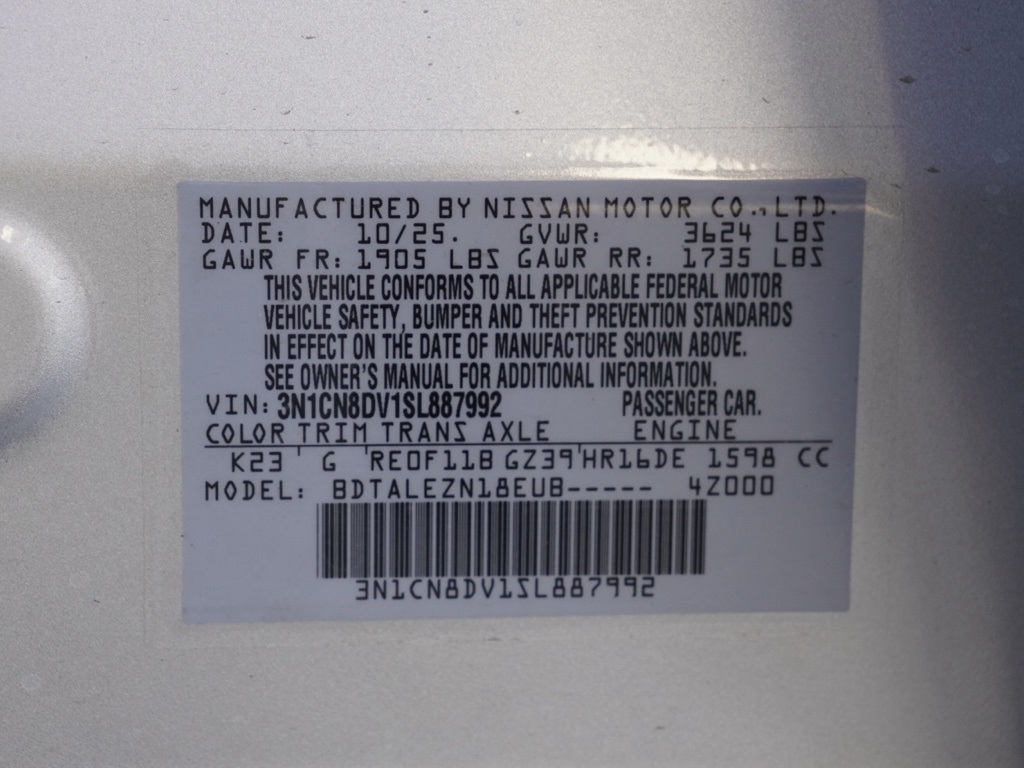 MANUFACTURED BY NISSAN MOTOR CO., LTD.
DATE: 10/25. GVWR: 3624 LBS
GAWR FR: 1905 LBS GAWR RR: 1735 LBS
THIS VEHICLE CONFORMS TO ALL APPLICABLE FEDERAL MOTOR
VEHICLE SAFETY, BUMPER AND THEFT PREVENTION STANDARDS
IN EFFECT ON THE DATE OF MANUFACTURE SHOWN ABOVE.
SEE OWNER'S MANUAL FOR ADDITIONAL INFORMATION.
VIN: 3N1CN8DV1SL887992 PASSENGER CAR.
COLOR TRIM TRANS AXLE ENGINE
K23 ' G 'RE0F11B GZ39'HR16DE 1598 CC
MODEL: BDTALEZN18EUB----- 4Z000
3N1CN8DV1SL887992